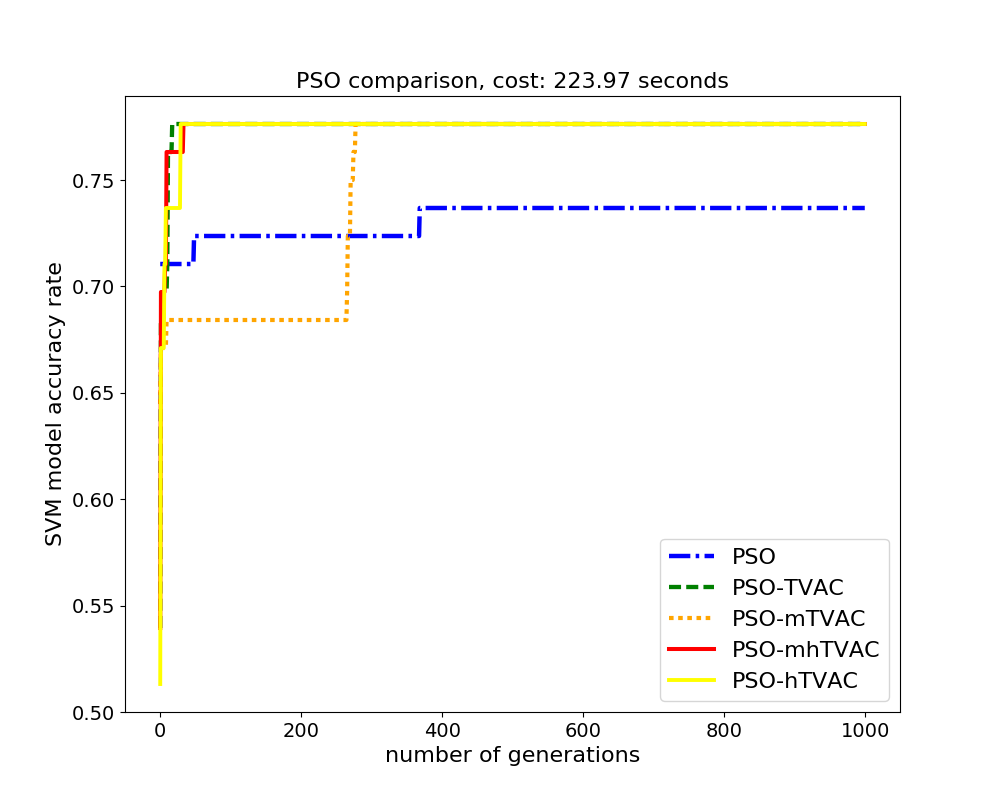 PSO comparison, cost: 223.97 seconds
SVM model accuracy rate
0.75
0.70
0.65
0.60
0.55
0.50
PSO
PSO-TVAC
PSO-mTVAC
PSO-mhTVAC
PSO-hTVAC
0 200 400 600 800 1000
number of generations